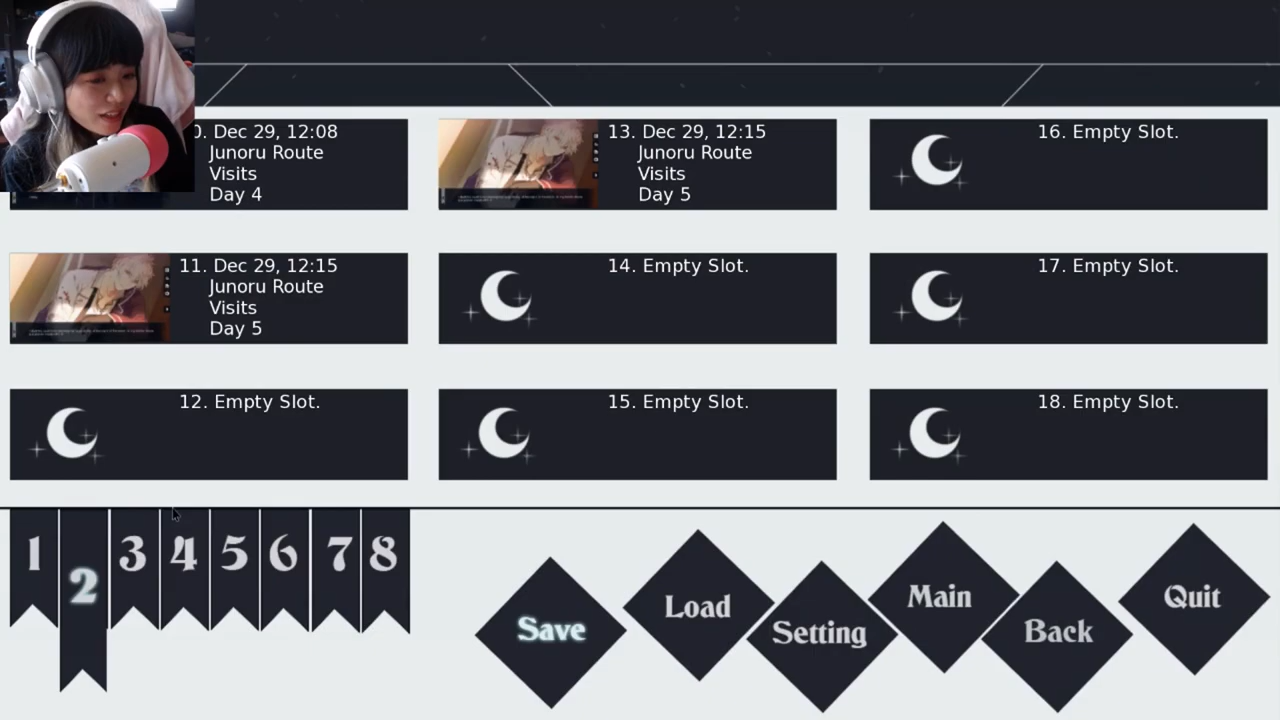 0. Dec 29, 12:08
Junoru Route
Visits
Day 4
13. Dec 29, 12:15
Junoru Route
Visits
Day 5
16. Empty Slot.
11. Dec 29, 12:15
Junoru Route
Visits
Day 5
14. Empty Slot.
17. Empty Slot.
12. Empty Slot.
15. Empty Slot.
18. Empty Slot.
1 2 3 4 5 6 7 8
Save
Load
Setting
Main
Back
Quit